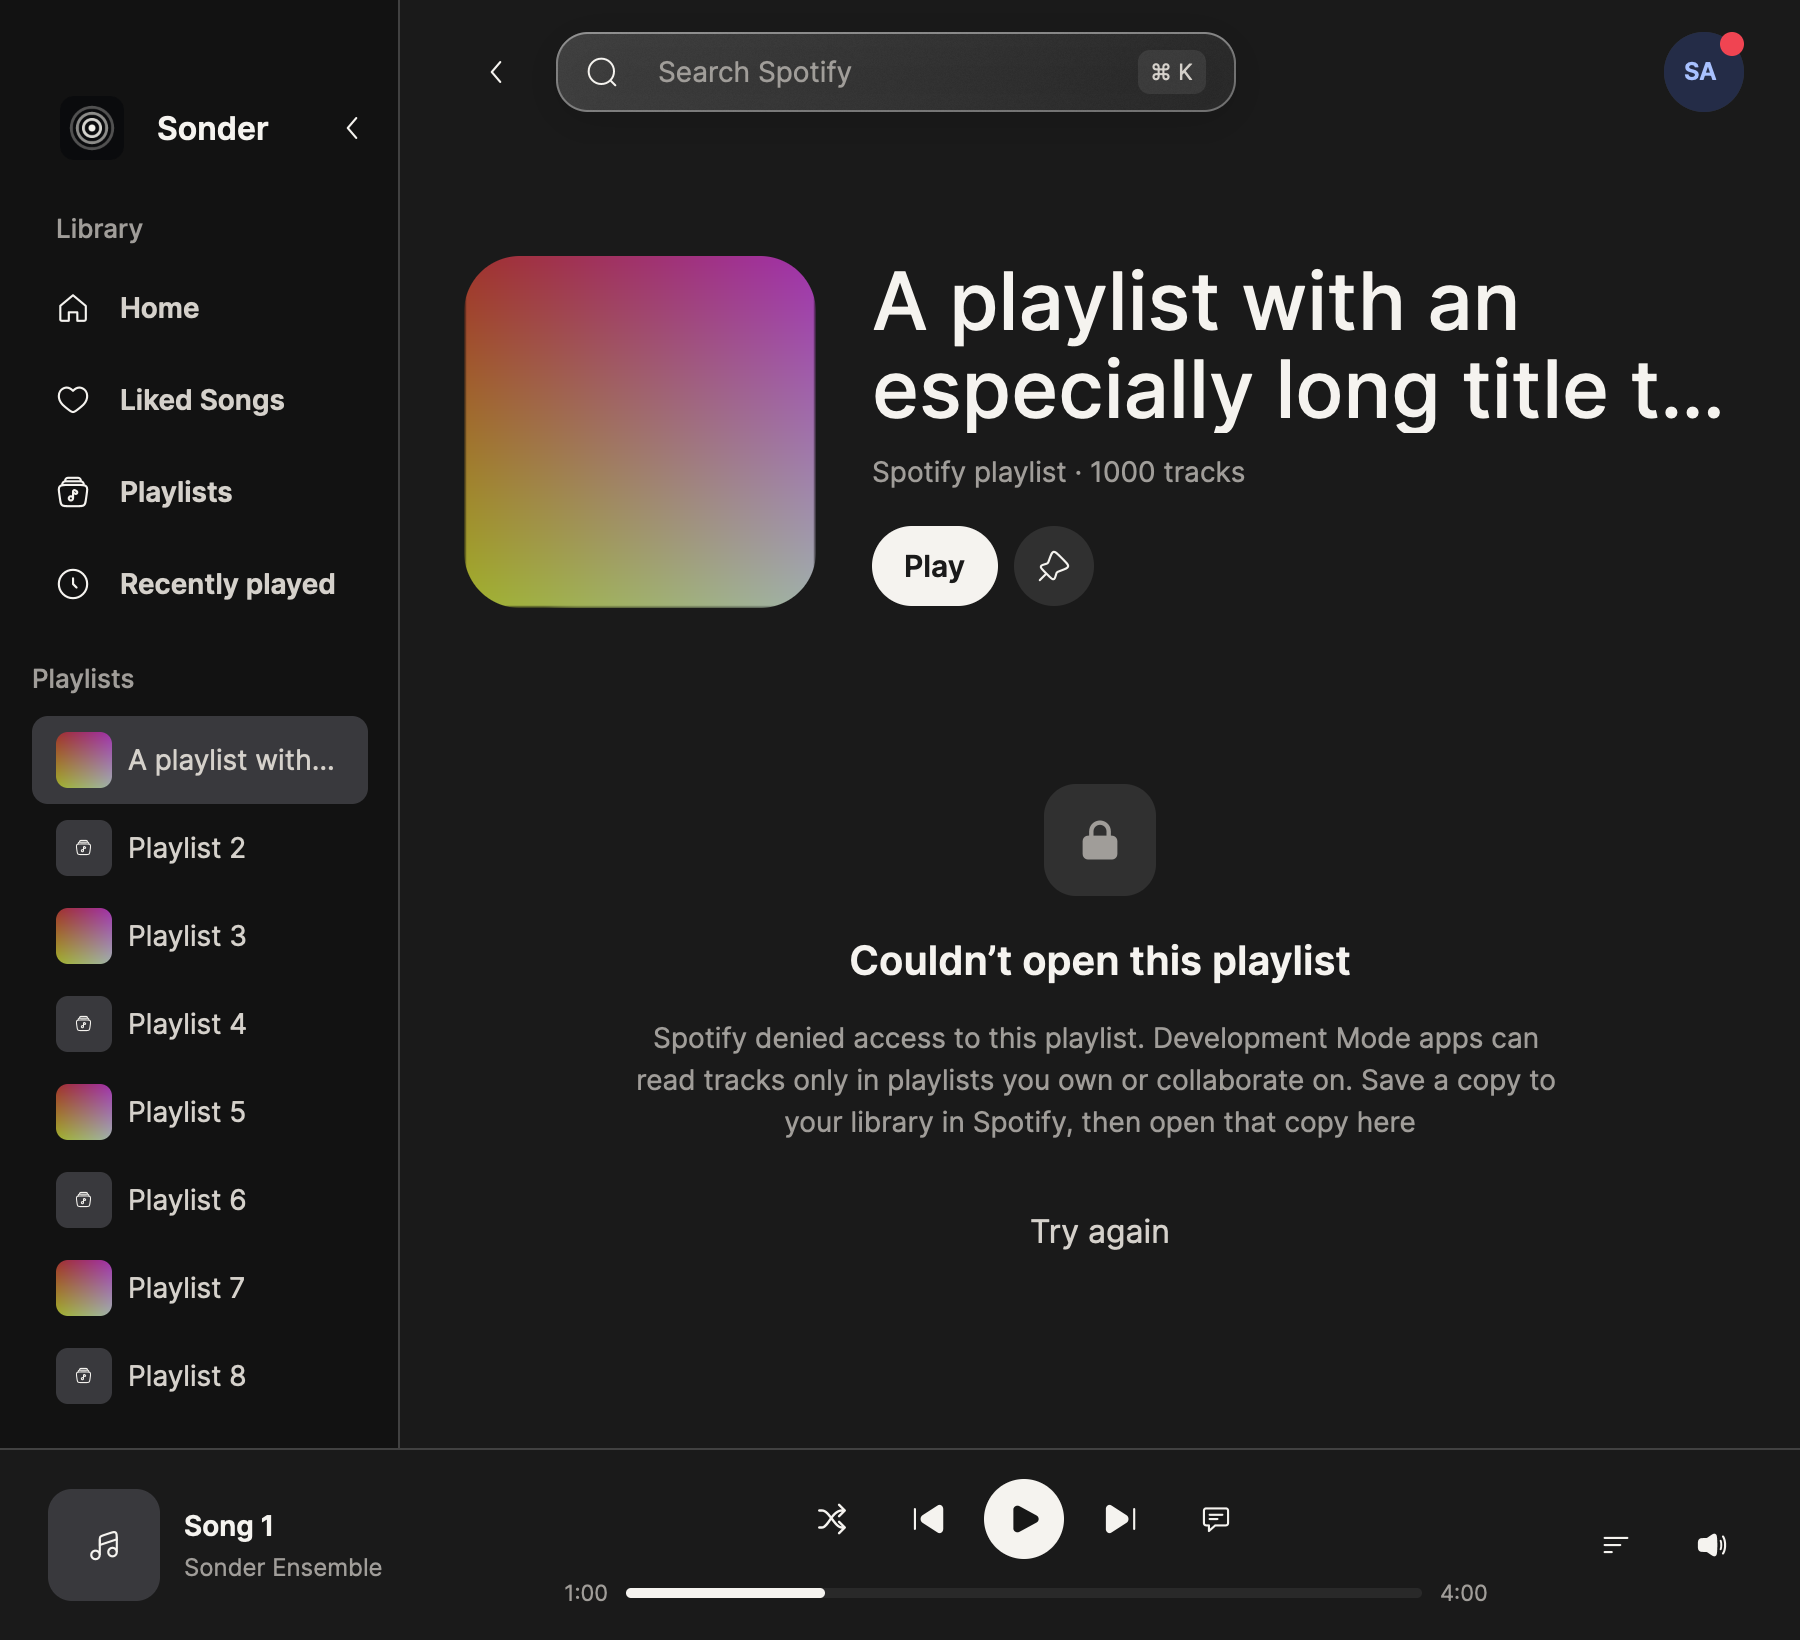 Sonder
Library
Home
Liked Songs
Playlists
Recently played
Playlists
A playlist with...
Playlist 2
Playlist 3
Playlist 4
Playlist 5
Playlist 6
Playlist 7
Playlist 8
Search Spotify
⌘ K
SA
A playlist with an
especially long title t...
Spotify playlist · 1000 tracks
Play
Couldn’t open this playlist
Spotify denied access to this playlist. Development Mode apps can
read tracks only in playlists you own or collaborate on. Save a copy to
your library in Spotify, then open that copy here
Try again
Song 1
Sonder Ensemble
1:00
4:00